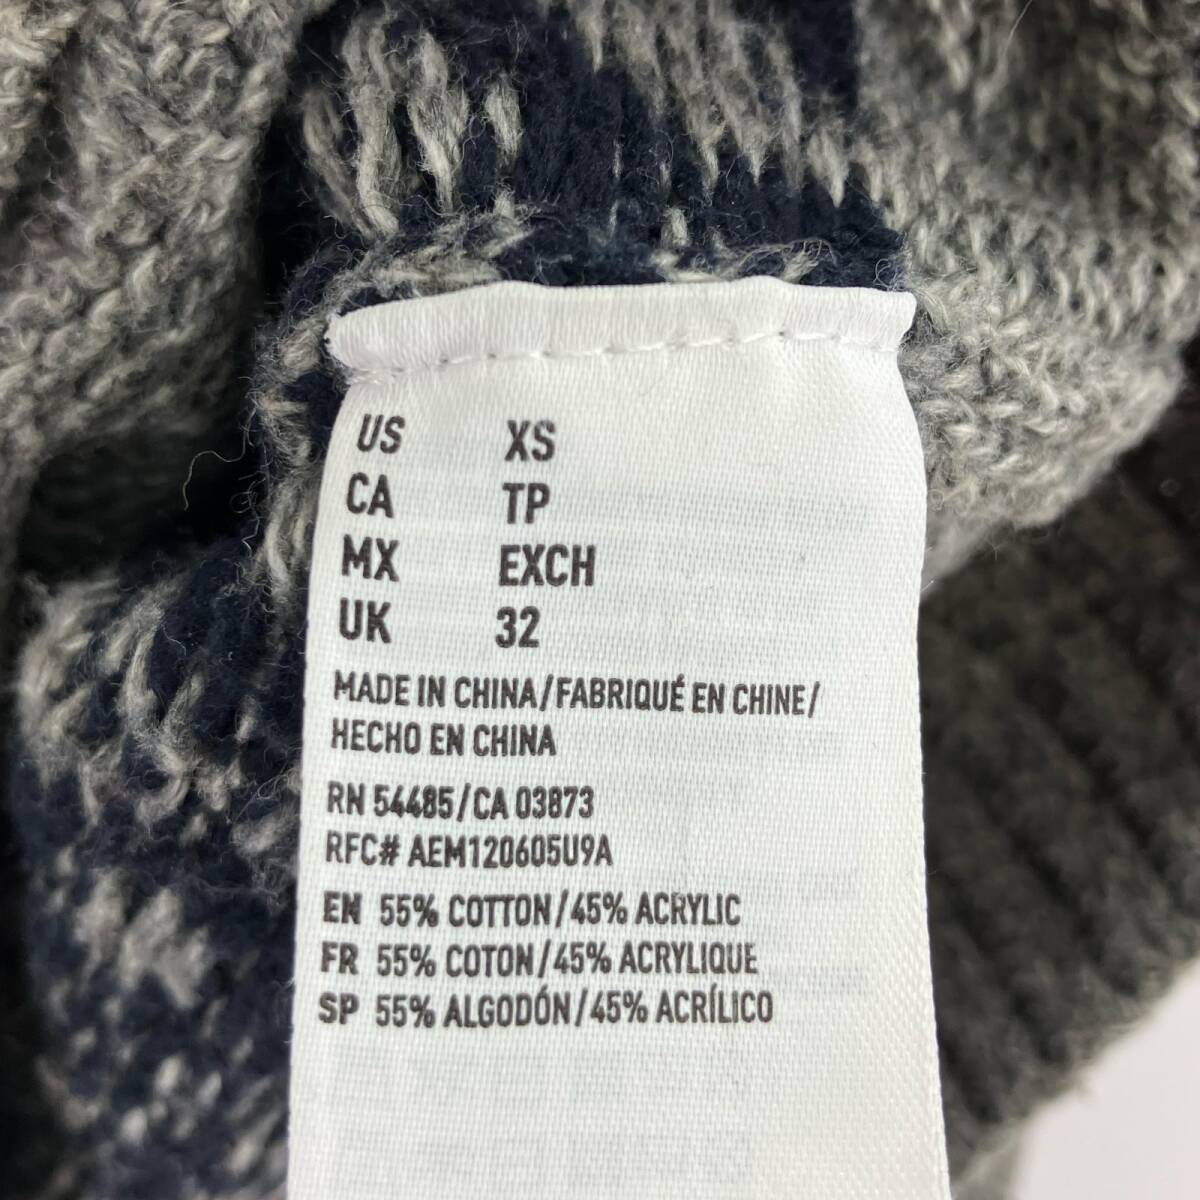 US XS
CA TP
MX EXCH
UK 32
MADE IN CHINA/FABRIQUÉ EN CHINE/
HECHO EN CHINA
RN 54485/CA 03873
RFC# AEM120605U9A
EN 55% COTTON/45% ACRYLIC
FR 55% COTON/45% ACRYLIQUE
SP 55% ALGODÓN/45% ACRÍLICO